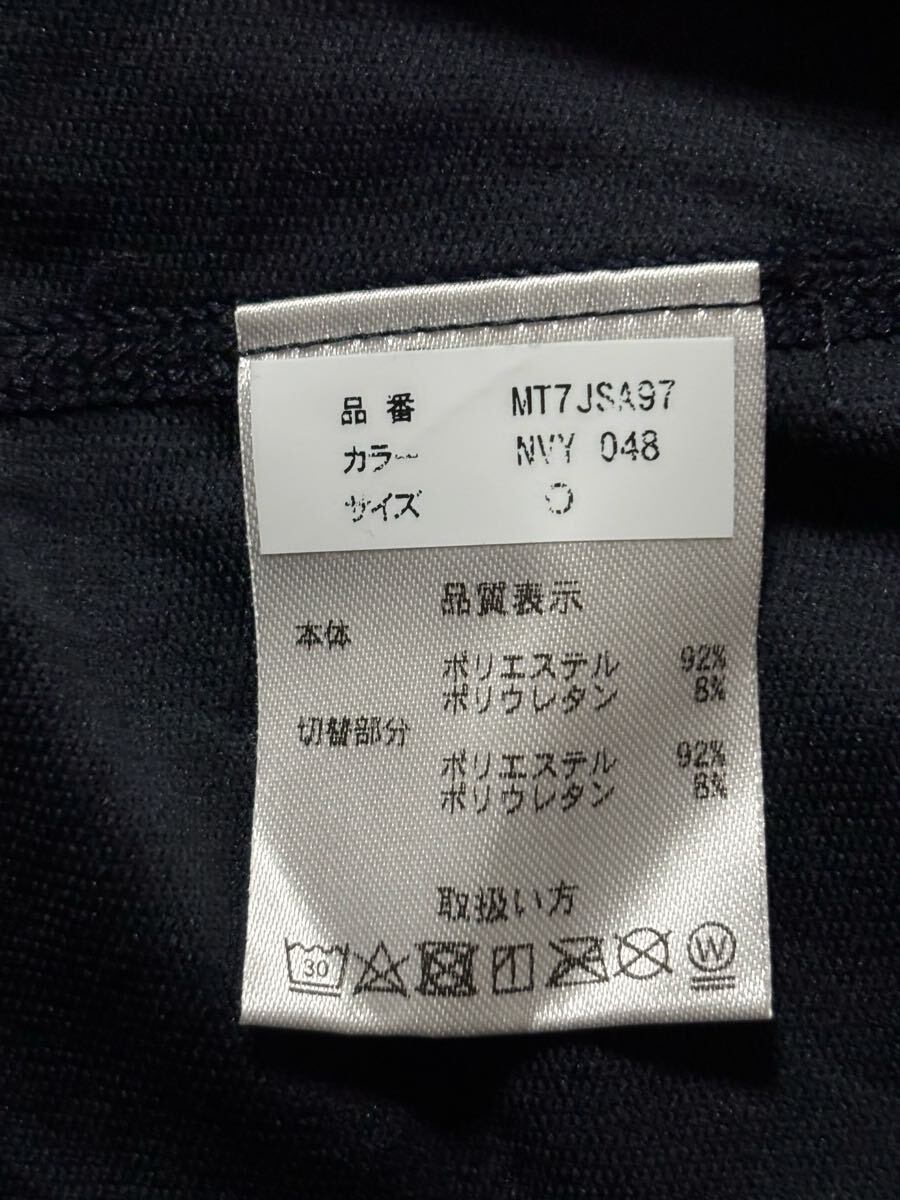 品番 MT7JSA97
カラー NVY 048
サイズ O
品質表示
本体
ポリエステル 92%
ポリウレタン 8%
切替部分
ポリエステル 92%
ポリウレタン 8%
取扱い方
30 W